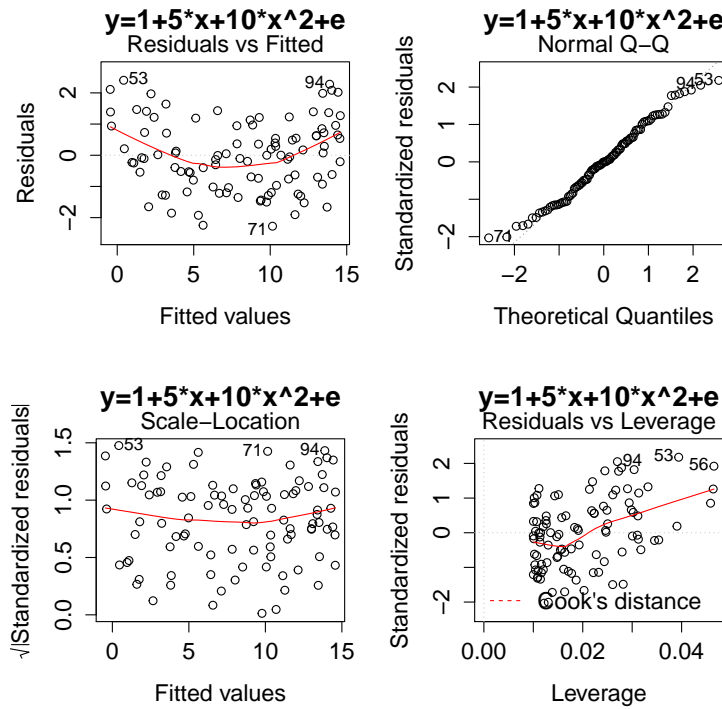 y=1+5*x+10*x^2+e
Residuals vs Fitted
53
94
71
2
0
−2
Residuals
0
5
10
15
Fitted values
y=1+5*x+10*x^2+e
Normal Q−Q
94
53
71
2
1
0
−2
Standardized residuals
−2
0
1
2
Theoretical Quantiles
y=1+5*x+10*x^2+e
Scale−Location
53
71
94
1.5
1.0
0.5
0.0
√|Standardized residuals|
0
5
10
15
Fitted values
y=1+5*x+10*x^2+e
Residuals vs Leverage
94
53
56
2
1
0
−2
Standardized residuals
Cook's distance
0.00
0.02
0.04
Leverage